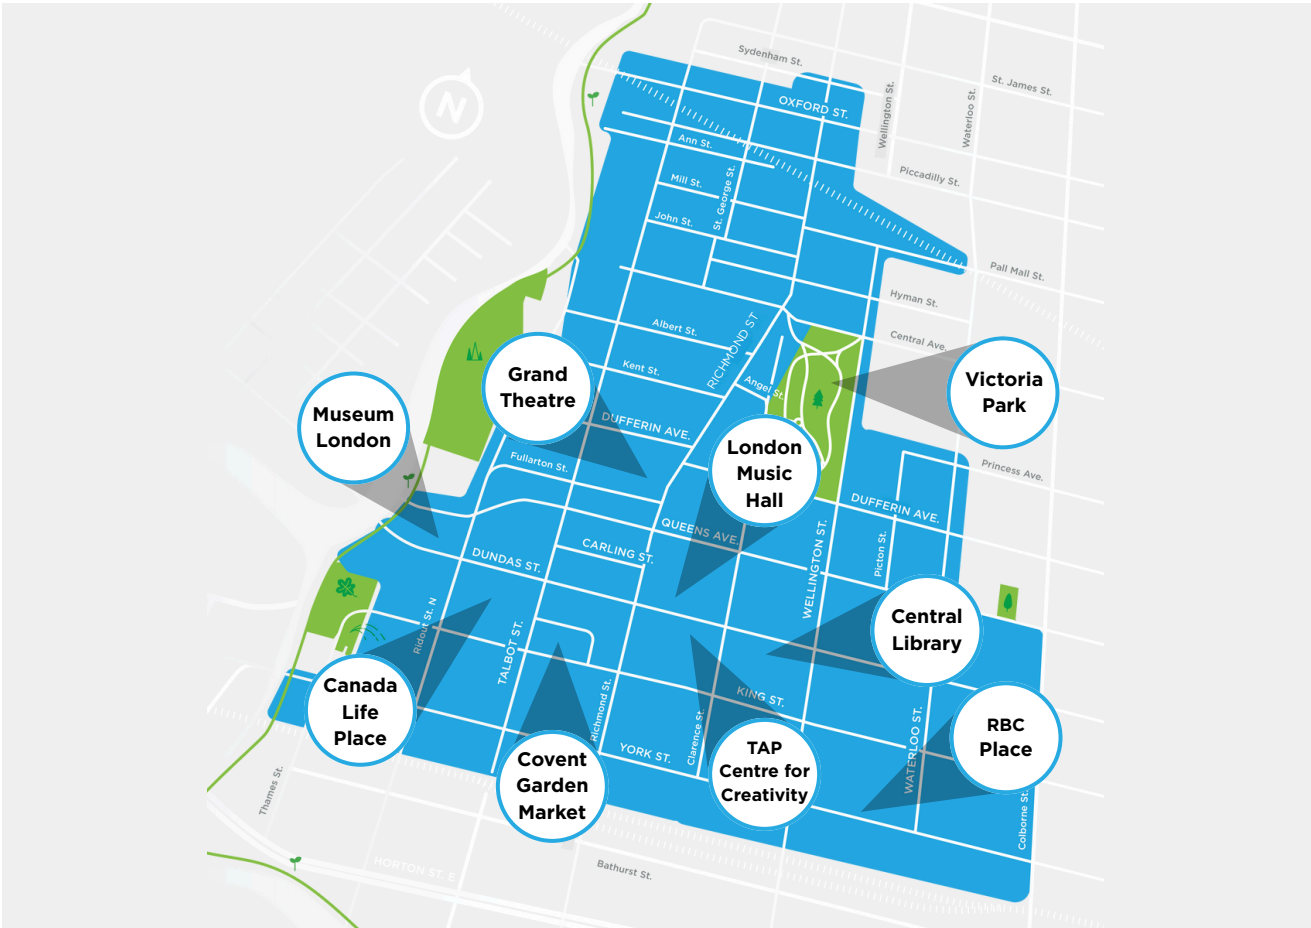 Sydenham St.
St. James St.
N
OXFORD ST.
Wellington St.
Waterloo St.
Ann St.
Piccadilly St.
Mill St.
St. George St.
John St.
Pall Mall St.
Hyman St.
Albert St.
RICHMOND ST
Central Ave.
Kent St.
Angel St.
Grand
Theatre
Victoria
Park
Museum
London
DUFFERIN AVE.
London
Music
Hall
Fullarton St.
Princess Ave.
DUFFERIN AVE.
QUEENS AVE.
CARLING ST.
DUNDAS ST.
Picton St.
WELLINGTON ST.
Ridout St. N
TALBOT ST.
Central
Library
Canada
Life
Place
Richmond St.
KING ST.
Clarence St.
WATERLOO ST.
RBC
Place
YORK ST.
TAP
Centre for
Creativity
Covent
Garden
Market
Thames St.
Colborne St.
HORTON ST. E
Bathurst St.